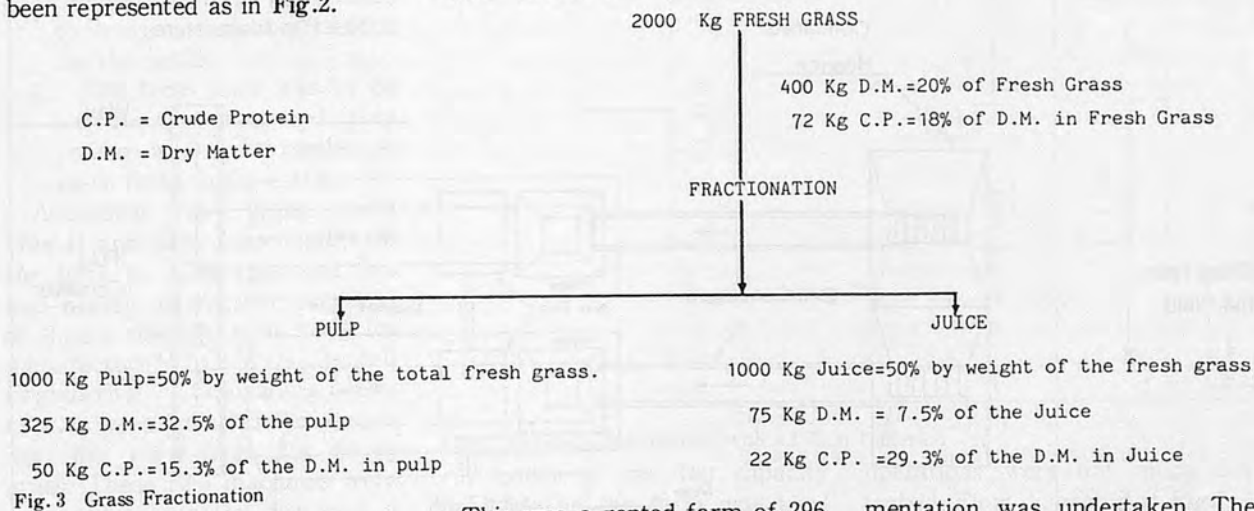 been represented as in Fig.2.
2000 Kg FRESH GRASS
400 Kg D.M.=20% of Fresh Grass
72 Kg C.P.=18% of D.M. in Fresh Grass
C.P. = Crude Protein
D.M. = Dry Matter
FRACTIONATION
PULP
JUICE
1000 Kg Pulp=50% by weight of the total fresh grass.
325 Kg D.M.=32.5% of the pulp
50 Kg C.P.=15.3% of the D.M. in pulp
1000 Kg Juice=50% by weight of the fresh grass
75 Kg D.M. = 7.5% of the Juice
22 Kg C.P. =29.3% of the D.M. in Juice
Fig. 3 Grass Fractionation
form of 296
mentation was undertaken. The